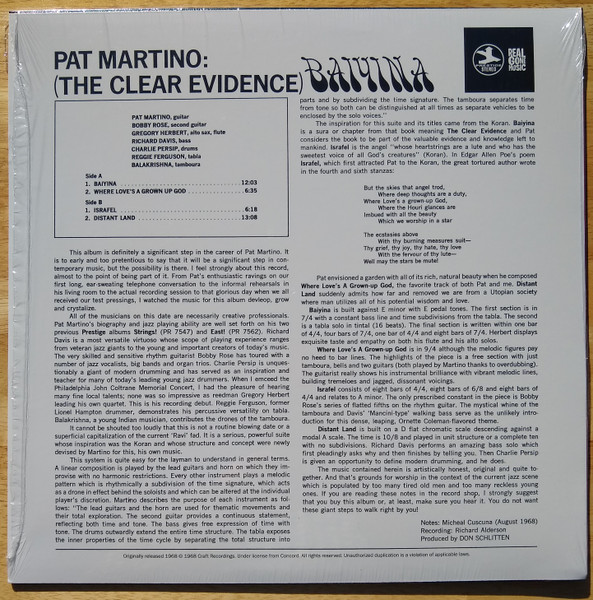 PAT MARTINO:
(THE CLEAR EVIDENCE) BAIYINA
PRESTIGE
STEREO
REAL
GONE
MUSIC
PAT MARTINO, guitar
BOBBY ROSE, second guitar
GREGORY HERBERT, alto sax, flute
RICHARD DAVIS, bass
CHARLIE PERSIP, drums
REGGIE FERGUSON, tabla
BALAKRISHNA, tamboura
Side A
1. BAIYINA ........ 12:03
2. WHERE LOVE'S A GROWN UP GOD ........ 6:35
Side B
1. ISRAFEL ........ 6:18
2. DISTANT LAND ........ 13:08
This album is definitely a significant step in the career of Pat Martino. It
is to early and too pretentious to say that it will be a significant step in con-
temporary music, but the possibility is there. I feel strongly about this record,
almost to the point of being part of it. From Pat's enthusiastic ravings on our
first long, ear-stewing telephone conversation to the informal rehearsals in
his living room to the actual recording session to that glorious day when we all
received our test pressings, I watched the music for this album devleop, grow
and crystalize.
All of the musicians on this date are necessarily creative professionals.
Pat Martino's biography and jazz playing ability are well set forth on his two
previous Prestige albums Strings! (PR 7547) and East! (PR 7562). Richard
Davis is a most versatile virtuoso whose scope of playing experience ranges
from veteran jazz giants to the young and important creators of today's music.
The very skilled and sensitive rhythm guitarist Bobby Rose has toured with a
number of jazz vocalists, big bands and organ trios. Charlie Persip is unques-
tionably a giant of modern drumming and has served as an inspiration and
teacher for many of today's leading young jazz drummers. When I emceed the
Philadelphia John Coltrane Memorial Concert, I had the pleasure of hearing
many fine local talents; none was so impressive as reedman Gregory Herbert
leading his own quartet. This is his recording debut. Reggie Ferguson, former
Lionel Hampton drummer, demonstrates his percussive versatility on tabla.
Balakrishna, a young Indian musician, contributes the drones of the tamboura.
It cannot be shouted too loudly that this is not a routine blowing date or a
superficial capitalization of the current 'Ravi' fad. It is a serious, powerful suite
whose inspiration was the Koran and whose structure and concept were newly
devised by Martino for this, his own music.
This system is quite easy for the layman to understand in general terms.
A linear composition is played by the lead guitars and horn on which they im-
provise with no harmonic restrictions. Every other instrument plays a melodic
pattern which is rhythmically a subdivision of the time signature, which acts
as a drone in effect behind the soloists and which can be altered at the individual
player's discretion. Martino describes the purpose of each instrument as fol-
lows: "The lead guitars and the horn are used for thematic movements and
their total exploration. The second guitar provides a continuous statement,
reflecting both time and tone. The bass gives free expression of time with
tone. The drums outwardly extend the entire time structure. The tabla exposes
the inner properties of the time cycle by separating the total structure into
parts and by subdividing the time signature. The tamboura separates time
from tone so both can be distinguished at all times as separate vehicles to be
enclosed by the solo voices."
The inspiration for this suite and its titles came from the Koran. Baiyina
is a sura or chapter from that book meaning The Clear Evidence and Pat
considers the book to be part of the valuable evidence and knowledge left to
mankind. Israfel is the angel "whose heartstrings are a lute and who has the
sweetest voice of all God's creatures" (Koran). In Edgar Allen Poe's poem
Israfel, which first attracted Pat to the Koran, the great tortured author wrote
in the fourth and sixth stanzas:
But the skies that angel trod,
Where deep thoughts are a duty,
Where Love's a grown-up God,
Where the Houri glances are
Imbued with all the beauty
Which we worship in a star
The ecstasies above
With thy burning measures suit—
Thy grief, thy joy, thy hate, thy love
With the fervour of thy lute—
Well may the stars be mute!
Pat envisioned a garden with all of its rich, natural beauty when he composed
Where Love's A Grown-up God, the favorite track of both Pat and me. Distant
Land suddenly admits how far and removed we are from a Utopian society
where man utilizes all of his potential wisdom and love.
Baiyina is built against E minor with E pedal tones. The first section is in
7/4 with a constant bass line and time subdivisions from the tabla. The second
is a tabla solo in tintal (16 beats). The final section is written within one bar
of 4/4, four bars of 7/4, one bar of 4/4 and eight bars of 7/4. Herbert displays
exquisite taste and empathy on both his flute and his alto solos.
Where Love's A Grown-up God is in 9/4 although the melodic figures pay
no heed to bar lines. The highlights of the piece is a free section with just
tamboura, bells and two guitars (both played by Martino thanks to overdubbing).
The guitarist really shows his instrumental brilliance with vibrant melodic lines,
building tremelos and jagged, dissonant voicings.
Israfel consists of eight bars of 4/4, eight bars of 6/8 and eight bars of
4/4 and relates to A minor. The only prescribed constant in the piece is Bobby
Rose's series of flatted fifths on the rhythm guitar. The mystical whine of the
tamboura and Davis' 'Mancini-type' walking bass serve as the unlikely intro-
duction for this dense, leaping, Ornette Coleman-flavored theme.
Distant Land is built on a D flat chromatic scale descending against a
modal A scale. The time is 10/8 and played in unit structure or a complete ten
with no subdivisions. Richard Davis performs an amazing bass solo which
first pleadingly asks why and then finishes by telling you. Then Charlie Persip
is given an opportunity to define modern drumming, and he does.
The music contained herein is artistically honest, original and quite to-
gether. And that's grounds for worship in the context of the current jazz scene
which is populated by too many tired old men and too many reckless young
ones. If you are reading these notes in the record shop, I strongly suggest
that you buy this album or, at least, make sure you hear it. You do not want
these giant steps to walk right by you!
Notes: Micheal Cuscuna (August 1968)
Recording: Richard Alderson
Produced by DON SCHLITTEN
Originally released 1968 © 1968 Craft Recordings. Under license from Concord. All rights reserved. Unauthorized duplication is a violation of applicable laws.